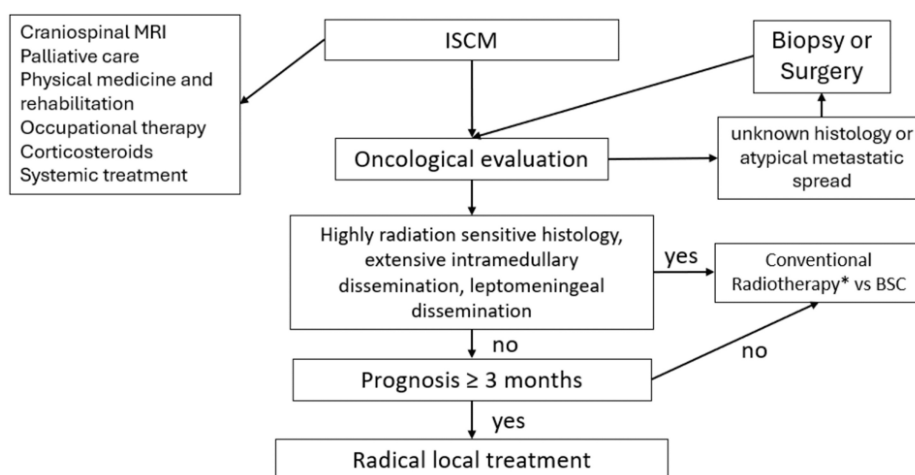 Craniospinal MRI
Palliative care
Physical medicine and
rehabilitation
Occupational therapy
Corticosteroids
Systemic treatment
ISCM
Biopsy or
Surgery
Oncological evaluation
unknown histology or
atypical metastatic
spread
Highly radiation sensitive histology,
extensive intramedullary
dissemination, leptomeningeal
dissemination
yes
Conventional
Radiotherapy* vs BSC
no
no
Prognosis ≥ 3 months
yes
Radical local treatment